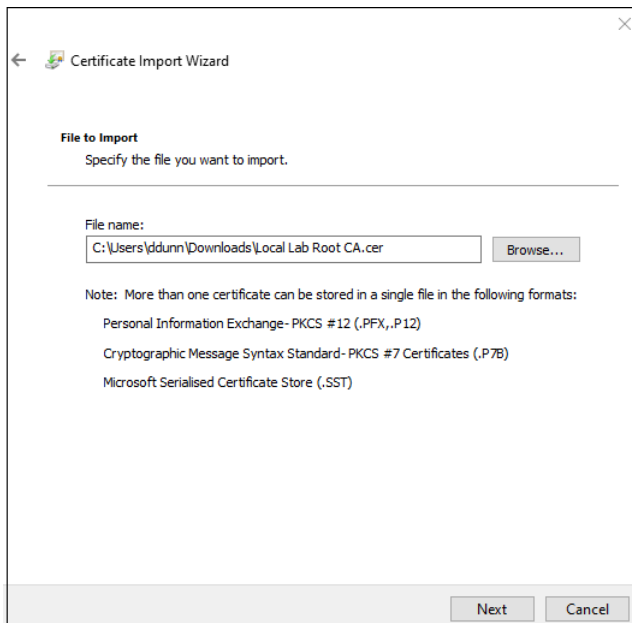 Certificate Import Wizard
File to Import
Specify the file you want to import.
File name:
C:\Users\ddunn\Downloads\Local Lab Root CA.cer
Browse...
Note: More than one certificate can be stored in a single file in the following formats:
Personal Information Exchange- PKCS #12 (.PFX,.P12)
Cryptographic Message Syntax Standard- PKCS #7 Certificates (.P7B)
Microsoft Serialised Certificate Store (.SST)
Next
Cancel